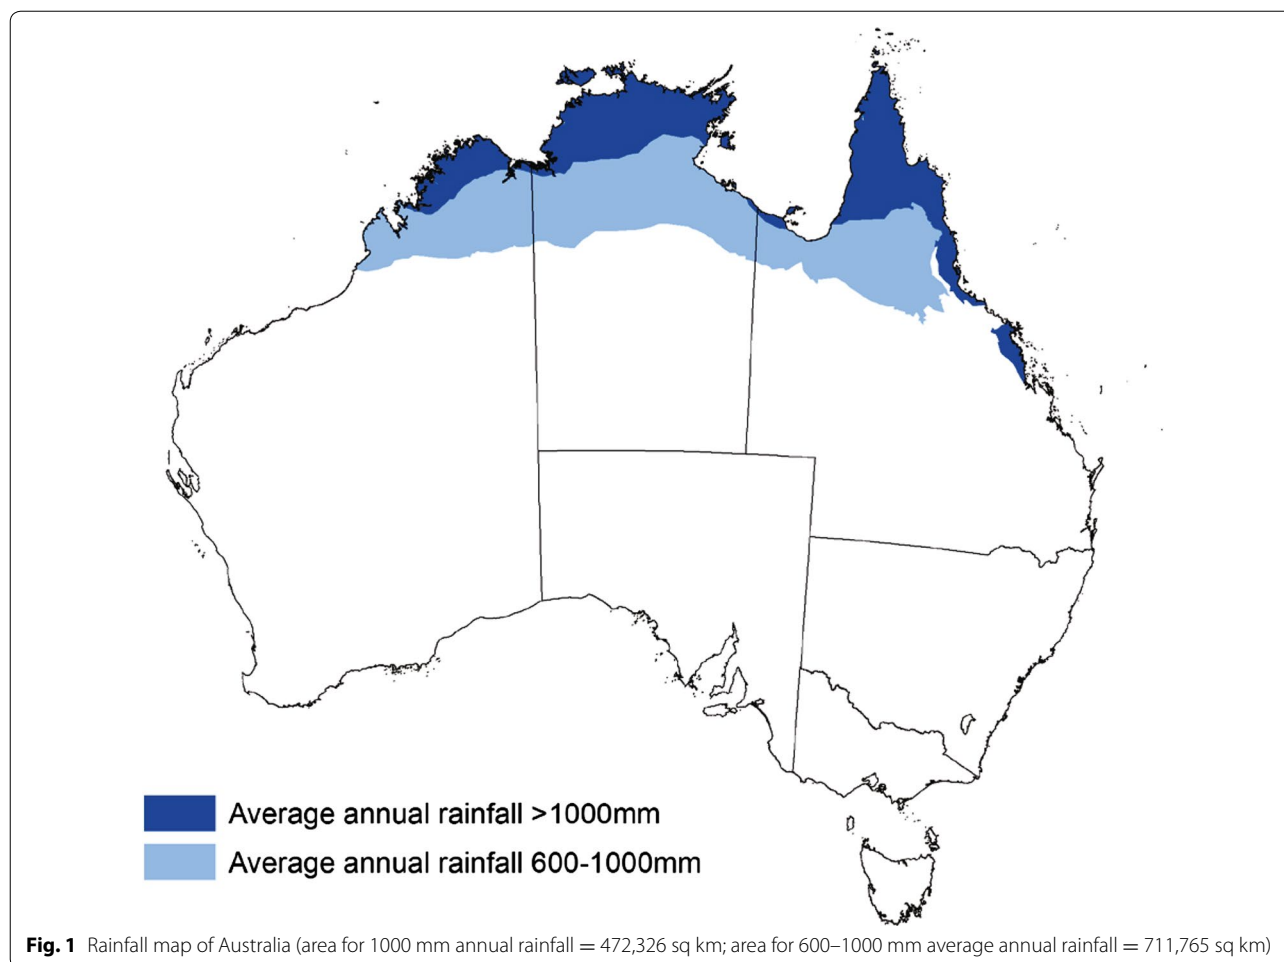 Average annual rainfall >1000mm
Average annual rainfall 600-1000mm
Fig. 1 Rainfall map of Australia (area for 1000 mm annual rainfall = 472,326 sq km; area for 600–1000 mm average annual rainfall = 711,765 sq km)